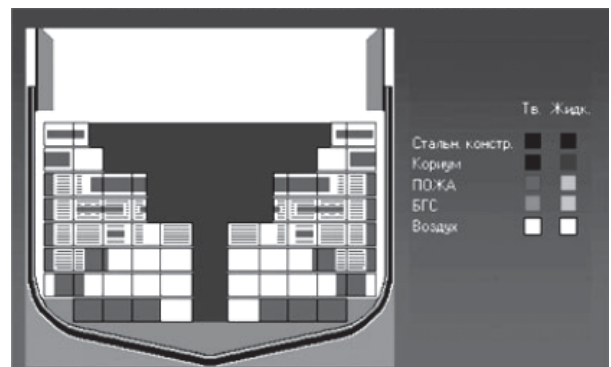 Тв. Жидк.
Стальн. констр.
Кориум
ПОЖА
БГС
Воздух